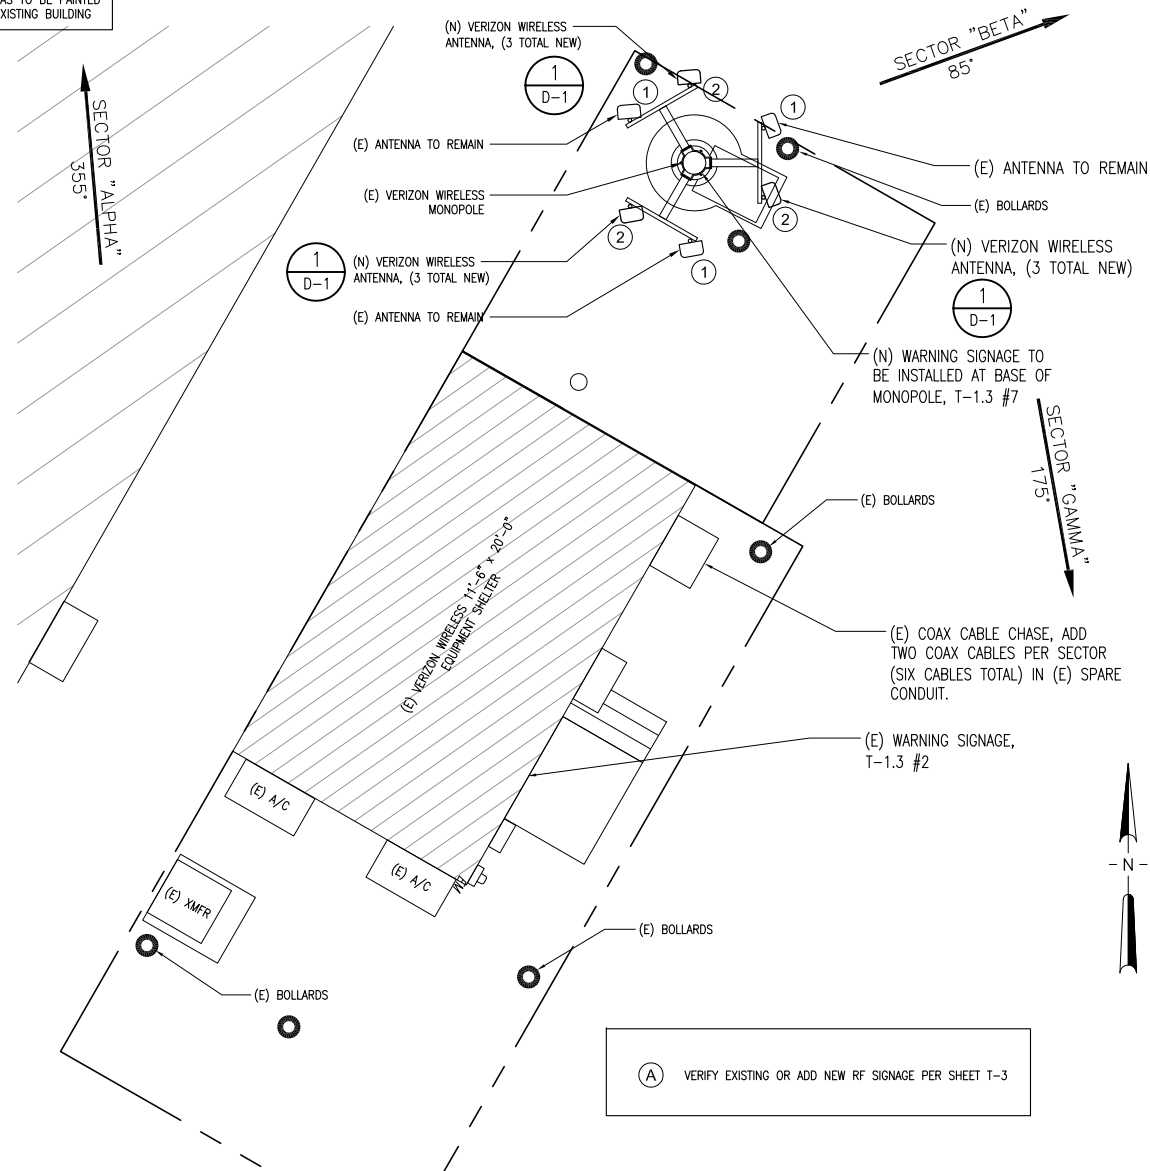 AS TO BE PAINTED
EXISTING BUILDING
(N) VERIZON WIRELESS
ANTENNA, (3 TOTAL NEW)
1
D-1
SECTOR "BETA"
85°
SECTOR "ALPHA"
355°
1
2
1
(E) ANTENNA TO REMAIN
(E) ANTENNA TO REMAIN
(E) VERIZON WIRELESS
MONOPOLE
(E) BOLLARDS
2
2
1
1
D-1
(N) VERIZON WIRELESS
ANTENNA, (3 TOTAL NEW)
(N) VERIZON WIRELESS
ANTENNA, (3 TOTAL NEW)
1
D-1
(E) ANTENNA TO REMAIN
(N) WARNING SIGNAGE TO
BE INSTALLED AT BASE OF
MONOPOLE, T-1.3 #7
SECTOR "GAMMA"
175°
(E) BOLLARDS
(E) VERIZON WIRELESS 11'-6" x 20'-0"
EQUIPMENT SHELTER
(E) COAX CABLE CHASE, ADD
TWO COAX CABLES PER SECTOR
(SIX CABLES TOTAL) IN (E) SPARE
CONDUIT.
(E) WARNING SIGNAGE,
T-1.3 #2
(E) A/C
(E) A/C
(E) XMFR
-N-
(E) BOLLARDS
(E) BOLLARDS
A VERIFY EXISTING OR ADD NEW RF SIGNAGE PER SHEET T-3